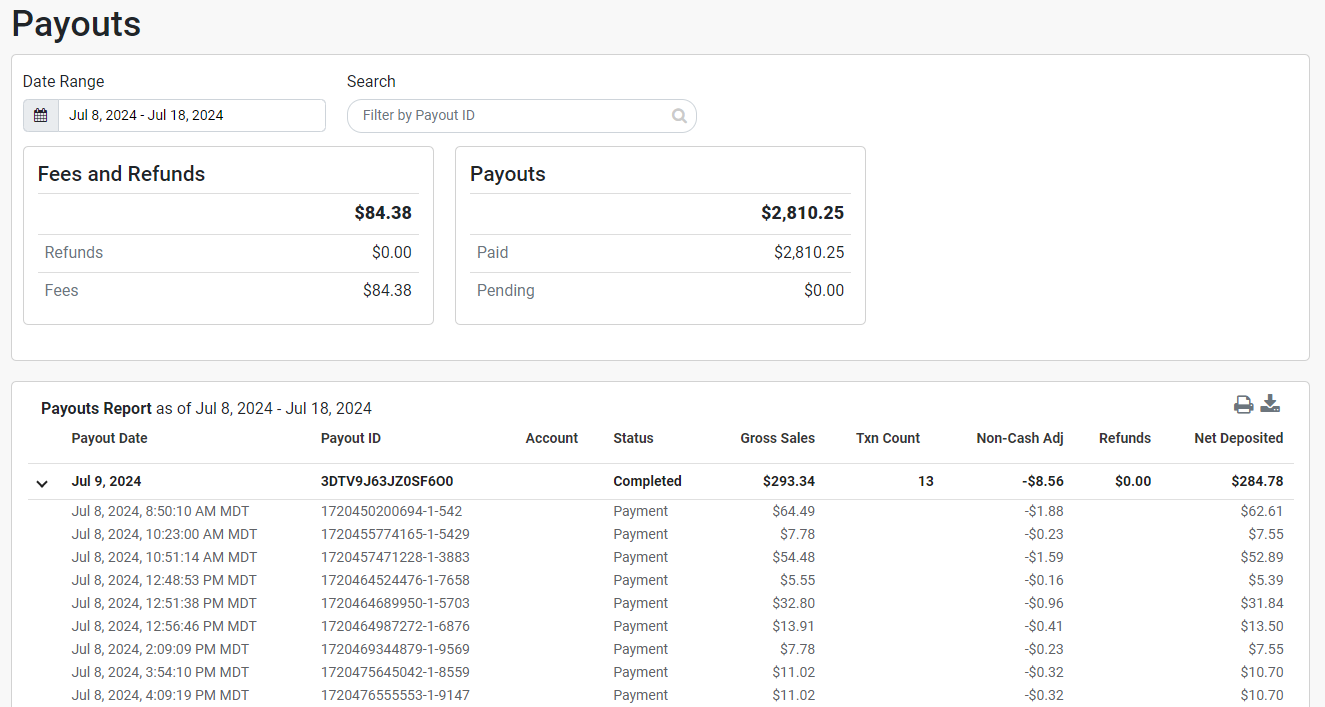 Payouts
Date Range Search
Jul 8, 2024 - Jul 18, 2024 Filter by Payout ID
Fees and Refunds Payouts
$84.38 $2,810.25
Refunds $0.00 Paid $2,810.25
Fees $84.38 Pending $0.00
Payouts Report as of Jul 8, 2024 - Jul 18, 2024
Payout Date Payout ID Account Status Gross Sales Txn Count Non-Cash Adj Refunds Net Deposited
Jul 9, 2024 3DTV9J63JZ0SF6O0 Completed $293.34 13 -$8.56 $0.00 $284.78
Jul 8, 2024, 8:50:10 AM MDT 1720450200694-1-542 Payment $64.49 -$1.88 $62.61
Jul 8, 2024, 10:23:00 AM MDT 1720455774165-1-5429 Payment $7.78 -$0.23 $7.55
Jul 8, 2024, 10:51:14 AM MDT 1720457471228-1-3883 Payment $54.48 -$1.59 $52.89
Jul 8, 2024, 12:48:53 PM MDT 1720464524476-1-7658 Payment $5.55 -$0.16 $5.39
Jul 8, 2024, 12:51:38 PM MDT 1720464689950-1-5703 Payment $32.80 -$0.96 $31.84
Jul 8, 2024, 12:56:46 PM MDT 1720464987272-1-6876 Payment $13.91 -$0.41 $13.50
Jul 8, 2024, 2:09:09 PM MDT 1720469344879-1-9569 Payment $7.78 -$0.23 $7.55
Jul 8, 2024, 3:54:10 PM MDT 1720475645042-1-8559 Payment $11.02 -$0.32 $10.70
Jul 8, 2024, 4:09:19 PM MDT 1720476555553-1-9147 Payment $11.02 -$0.32 $10.70